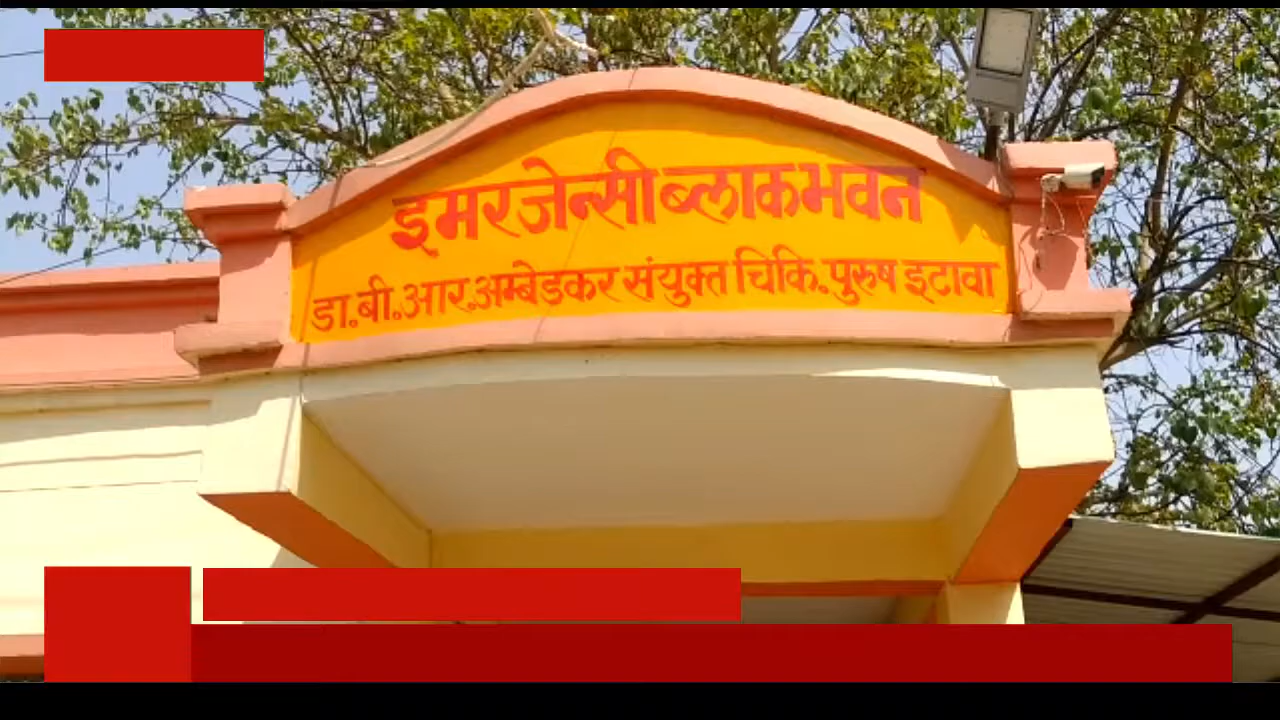 इमरजेन्सी ब्लाक भवन
डा.बी.आर.अम्बेडकर संयुक्त चिकि.पुरुष इटावा